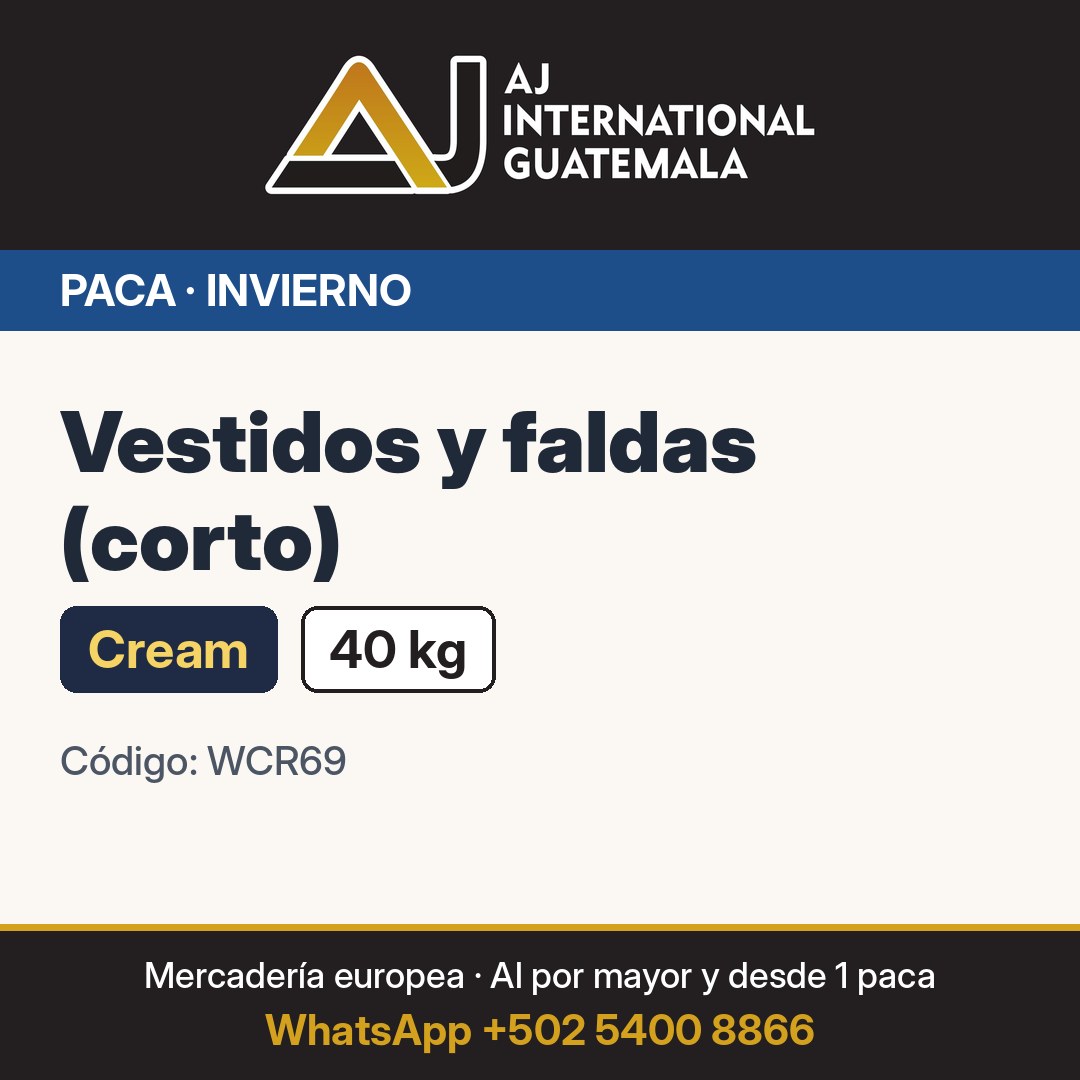 AJ
AJ
INTERNATIONAL
GUATEMALA
PACA · INVIERNO
Vestidos y faldas
(corto)
Cream
40 kg
Código: WCR69
Mercadería europea · Al por mayor y desde 1 paca
WhatsApp +502 5400 8866